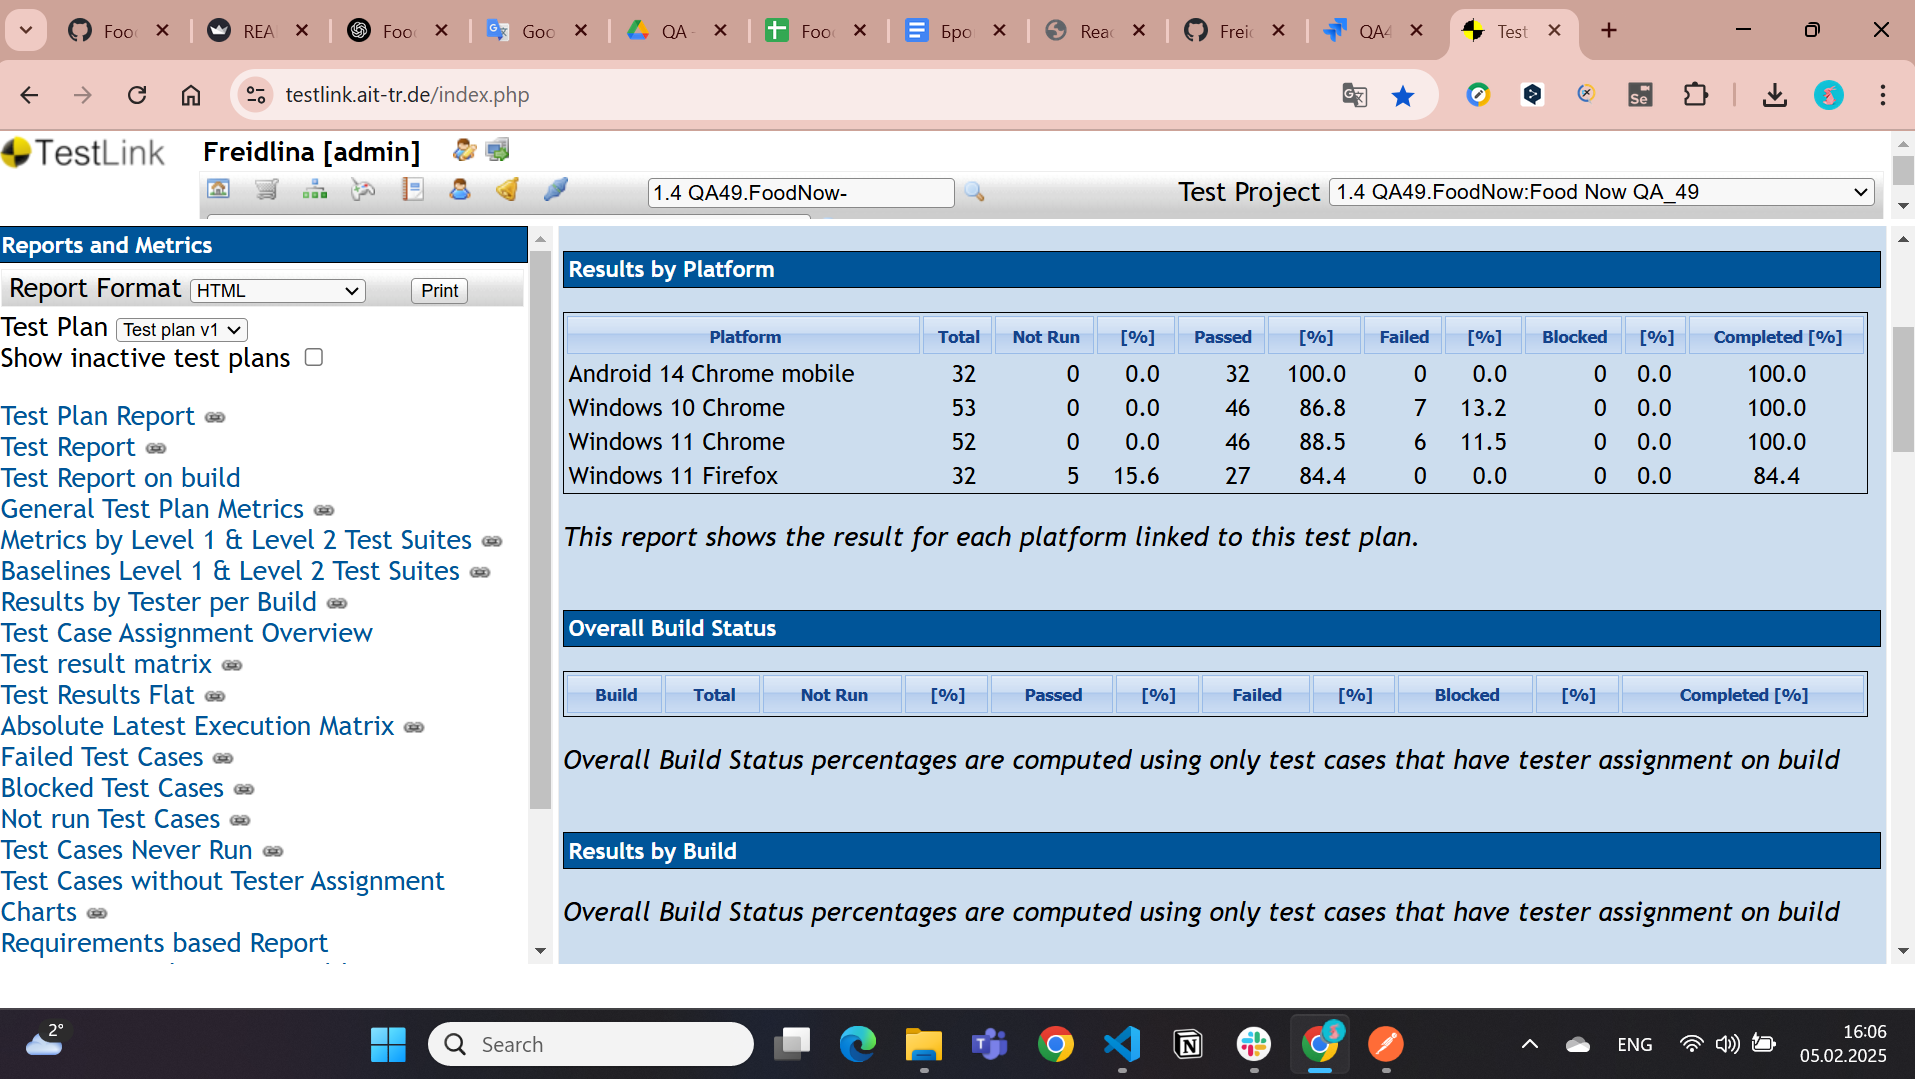 Food
REA
Food
Goo
QA -
Food
Бро
Reac
Freid
QA4
Test
testlink.ait-tr.de/index.php
TestLink
Freidlina [admin]
1.4 QA49.FoodNow-
Test Project
1.4 QA49.FoodNow:Food Now QA_49
Reports and Metrics
Report Format
HTML
Print
Test Plan
Test plan v1
Show inactive test plans
Test Plan Report
Test Report
Test Report on build
General Test Plan Metrics
Metrics by Level 1 & Level 2 Test Suites
Baselines Level 1 & Level 2 Test Suites
Results by Tester per Build
Test Case Assignment Overview
Test result matrix
Test Results Flat
Absolute Latest Execution Matrix
Failed Test Cases
Blocked Test Cases
Not run Test Cases
Test Cases Never Run
Test Cases without Tester Assignment
Charts
Requirements based Report
Results by Platform
Platform Total Not Run [%] Passed [%] Failed [%] Blocked [%] Completed [%]
Android 14 Chrome mobile 32 0 0.0 32 100.0 0 0.0 0 0.0 100.0
Windows 10 Chrome 53 0 0.0 46 86.8 7 13.2 0 0.0 100.0
Windows 11 Chrome 52 0 0.0 46 88.5 6 11.5 0 0.0 100.0
Windows 11 Firefox 32 5 15.6 27 84.4 0 0.0 0 0.0 84.4
This report shows the result for each platform linked to this test plan.
Overall Build Status
Build Total Not Run [%] Passed [%] Failed [%] Blocked [%] Completed [%]
Overall Build Status percentages are computed using only test cases that have tester assignment on build
Results by Build
Overall Build Status percentages are computed using only test cases that have tester assignment on build
2°
Search
ENG
16:06
05.02.2025